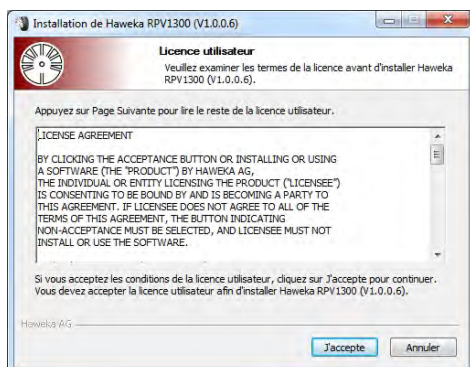 Installation de Haweka RPV1300 (V1.0.0.6)
Licence utilisateur
Veuillez examiner les termes de la licence avant d'installer Haweka
RPV1300 (V1.0.0.6).
Appuyez sur Page Suivante pour lire le reste de la licence utilisateur.
LICENSE AGREEMENT
BY CLICKING THE ACCEPTANCE BUTTON OR INSTALLING OR USING
A SOFTWARE (THE "PRODUCT") BY HAWEKA AG,
THE INDIVIDUAL OR ENTITY LICENSING THE PRODUCT ("LICENSEE")
IS CONSENTING TO BE BOUND BY AND IS BECOMING A PARTY TO
THIS AGREEMENT. IF LICENSEE DOES NOT AGREE TO ALL OF THE
TERMS OF THIS AGREEMENT, THE BUTTON INDICATING
NON-ACCEPTANCE MUST BE SELECTED, AND LICENSEE MUST NOT
INSTALL OR USE THE SOFTWARE.
Si vous acceptez les conditions de la licence utilisateur, cliquez sur J'accepte pour continuer.
Vous devez accepter la licence utilisateur afin d'installer Haweka RPV1300 (V1.0.0.6).
Haweka AG
J'accepte
Annuler